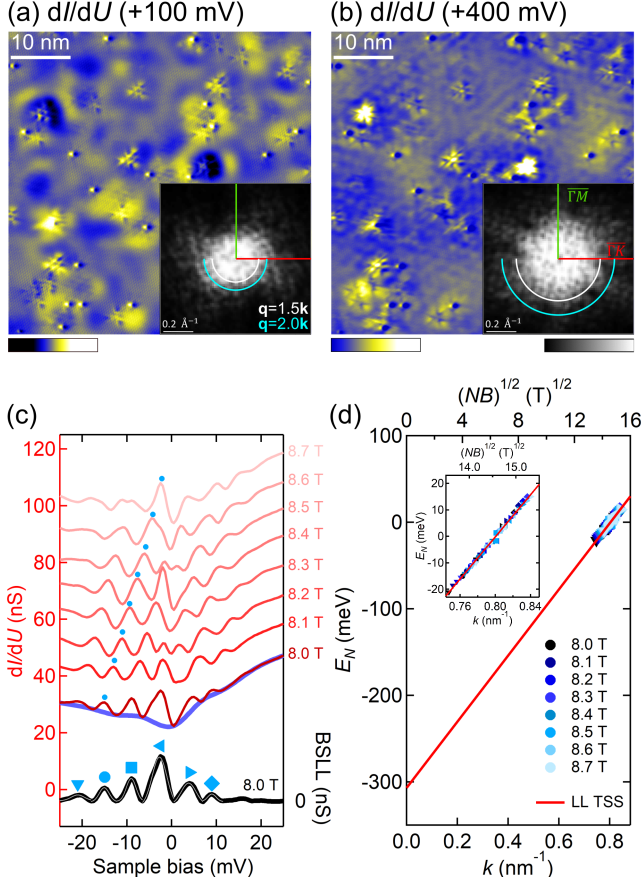 (a) dI/dU (+100 mV)
10 nm
0.2 Å⁻¹
q=1.5k
q=2.0k
(b) dI/dU (+400 mV)
10 nm
ΓM
ΓK
0.2 Å⁻¹
(c)
120
100
80
60
40
20
0
dI/dU (nS)
8.7 T
8.6 T
8.5 T
8.4 T
8.3 T
8.2 T
8.1 T
8.0 T
8.0 T
0
BSLL (nS)
-20 -10 0 10 20
Sample bias (mV)
(d)
(NB)^1/2 (T)^1/2
0 4 8 12 16
100
0
-100
-200
-300
E_N (meV)
(NB)^1/2 (T)^1/2
14.0 15.0
20
10
0
-10
-20
E_N (meV)
0.76 0.80 0.84
k (nm⁻¹)
8.0 T
8.1 T
8.2 T
8.3 T
8.4 T
8.5 T
8.6 T
8.7 T
LL TSS
0.0 0.2 0.4 0.6 0.8
k (nm⁻¹)